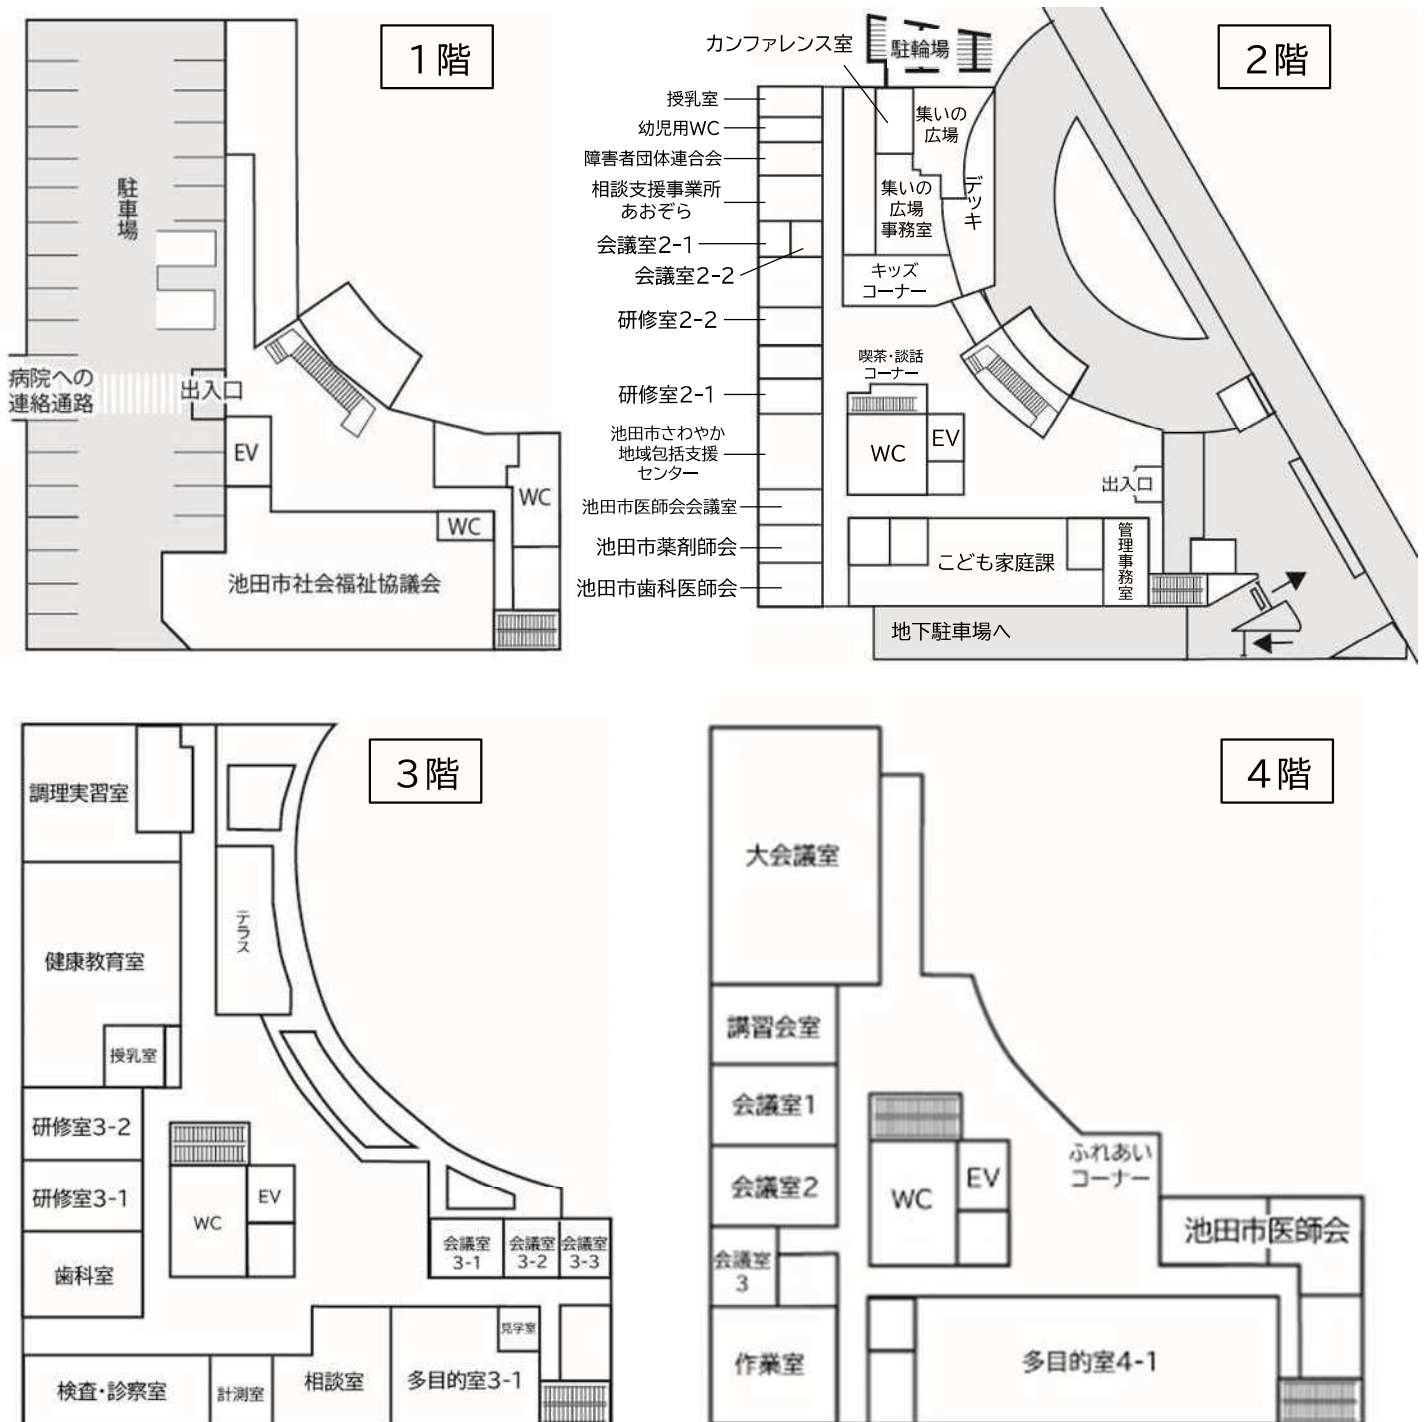 1階
駐車場
病院への
連絡通路
出入口
EV
WC
WC
池田市社会福祉協議会
2階
カンファレンス室
駐輪場
授乳室
幼児用WC
障害者団体連合会
相談支援事業所
あおぞら
会議室2-1
会議室2-2
研修室2-2
研修室2-1
池田市さわやか
地域包括支援
センター
池田市医師会会議室
池田市薬剤師会
池田市歯科医師会
集いの
広場
集いの
広場
事務室
デッキ
キッズ
コーナー
喫茶・談話
コーナー
WC
EV
出入口
こども家庭課
管理事務室
地下駐車場へ
3階
調理実習室
テラス
健康教育室
授乳室
研修室3-2
研修室3-1
歯科室
WC
EV
会議室
3-1
会議室
3-2
会議室
3-3
検査・診察室
計測室
相談室
多目的室3-1
見学室
4階
大会議室
講習会室
会議室1
会議室2
会議室
3
作業室
WC
EV
ふれあい
コーナー
池田市医師会
多目的室4-1